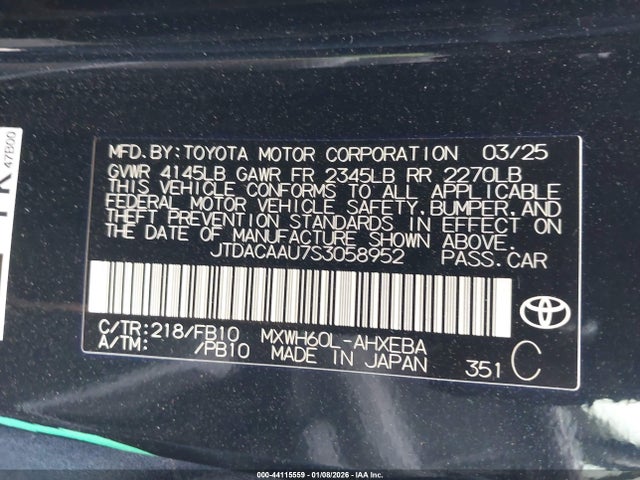 MFD.BY:TOYOTA MOTOR CORPORATION 03/25
GVWR 4145LB GAWR FR 2345LB RR 2270LB
THIS VEHICLE CONFORMS TO ALL APPLICABLE
FEDERAL MOTOR VEHICLE SAFETY,BUMPER,AND
THEFT PREVENTION STANDARDS IN EFFECT ON
THE DATE OF MANUFACTURE SHOWN ABOVE.
JTDACAAU7S3058952 PASS.CAR
C/TR:218/FB10 MXWH60L-AHXEBA
A/TM: /PB10 MADE IN JAPAN 351 C
47B00
000-44115559 - 01/08/2026 - IAA Inc.